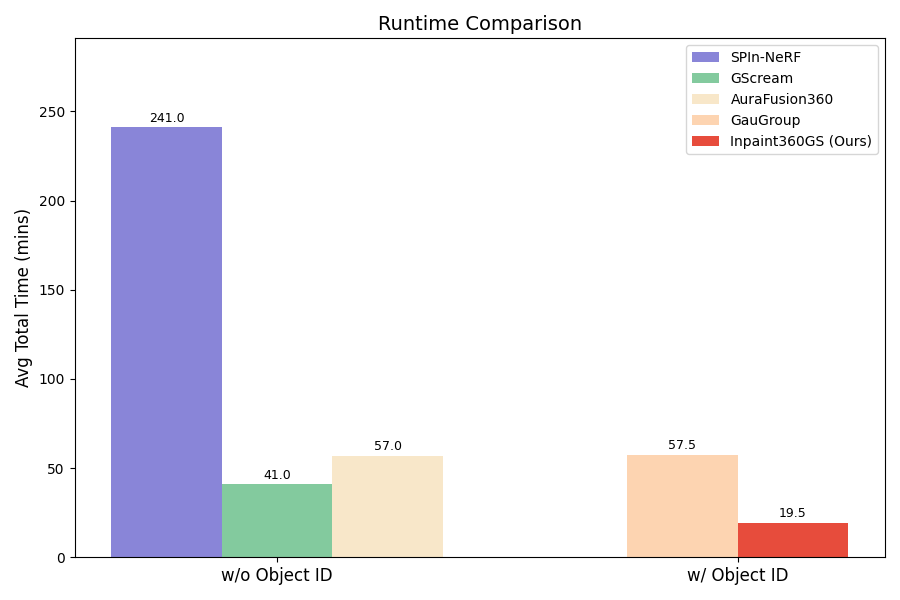 Runtime Comparison
SPIn-NeRF
GScream
AuraFusion360
GauGroup
Inpaint360GS (Ours)
Avg Total Time (mins)
250
200
150
100
50
0
241.0
41.0
57.0
57.5
19.5
w/o Object ID
w/ Object ID